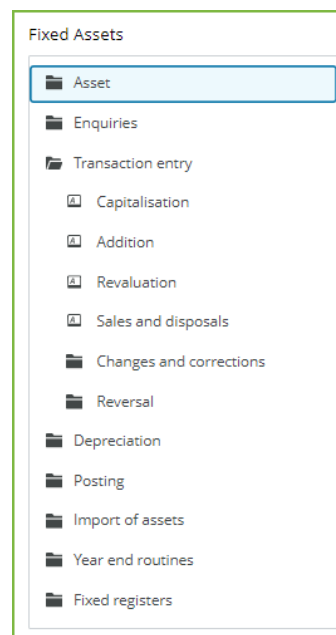 Fixed Assets
Asset
Enquiries
Transaction entry
Capitalisation
Addition
Revaluation
Sales and disposals
Changes and corrections
Reversal
Depreciation
Posting
Import of assets
Year end routines
Fixed registers